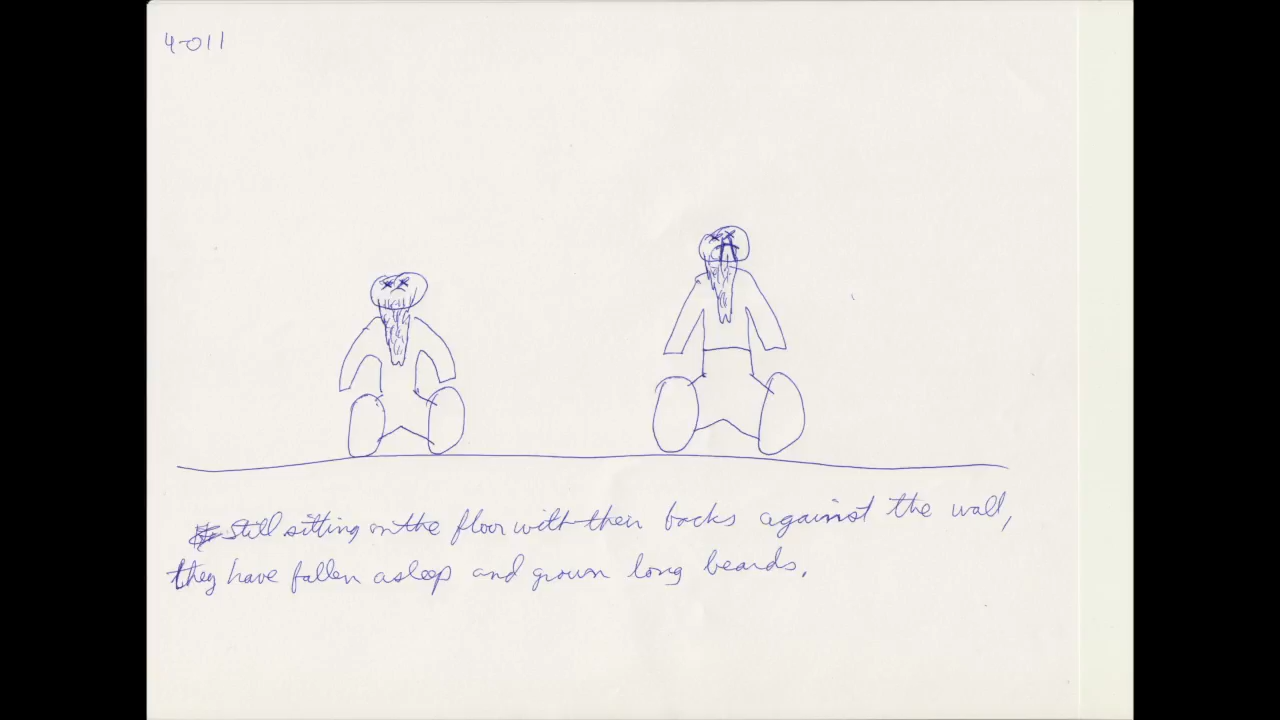 4-011
Still sitting on the floor with their backs against the wall,
they have fallen asleep and grown long beards.